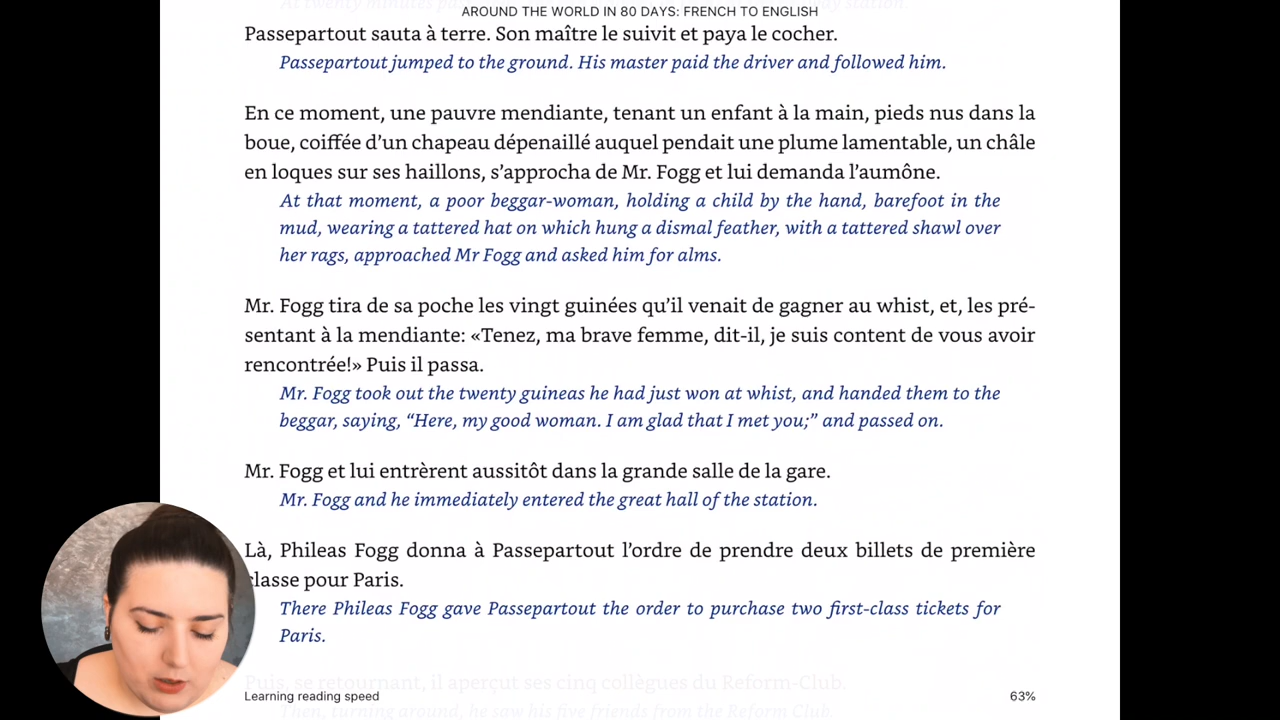 At twenty minutes
AROUND THE WORLD IN 80 DAYS: FRENCH TO ENGLISH
Passepartout sauta à terre. Son maître le suivit et paya le cocher.
Passepartout jumped to the ground. His master paid the driver and followed him.
En ce moment, une pauvre mendiante, tenant un enfant à la main, pieds nus dans la
boue, coiffée d’un chapeau dépenaillé auquel pendait une plume lamentable, un châle
en loques sur ses haillons, s’approcha de Mr. Fogg et lui demanda l’aumône.
At that moment, a poor beggar-woman, holding a child by the hand, barefoot in the
mud, wearing a tattered hat on which hung a dismal feather, with a tattered shawl over
her rags, approached Mr Fogg and asked him for alms.
Mr. Fogg tira de sa poche les vingt guinées qu’il venait de gagner au whist, et, les pré-
sentant à la mendiante: «Tenez, ma brave femme, dit-il, je suis content de vous avoir
rencontrée!» Puis il passa.
Mr. Fogg took out the twenty guineas he had just won at whist, and handed them to the
beggar, saying, “Here, my good woman. I am glad that I met you;” and passed on.
Mr. Fogg et lui entrèrent aussitôt dans la grande salle de la gare.
Mr. Fogg and he immediately entered the great hall of the station.
Là, Phileas Fogg donna à Passepartout l’ordre de prendre deux billets de première
classe pour Paris.
There Phileas Fogg gave Passepartout the order to purchase two first-class tickets for
Paris.
Puis, se retournant, il aperçut ses cinq collègues du Reform-Club.
Learning reading speed
63%
Then, turning around, he saw his five friends from the Reform Club.